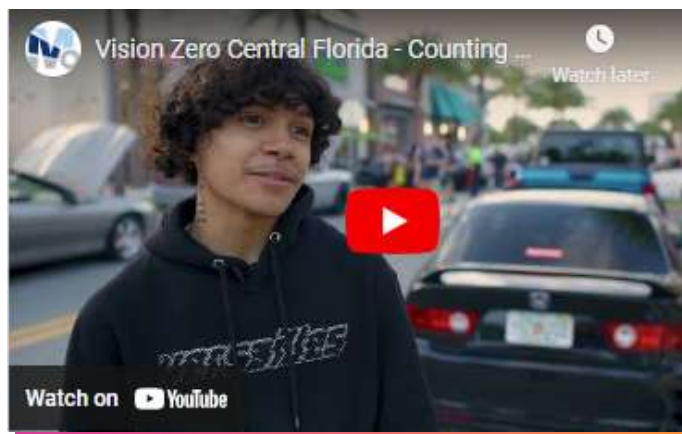 Vision Zero Central Florida - Counting ...
Watch later
Watch on YouTube